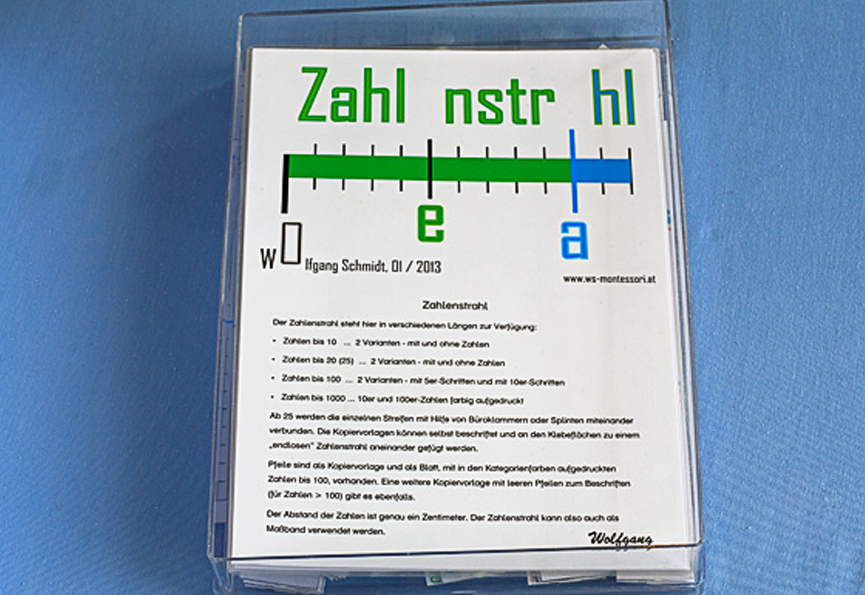 Zahl nstr hl
e
a
WOlfgang Schmidt, 01 / 2013
www.ws-montessori.at
Zahlenstrahl
Der Zahlenstrahl steht hier in verschiedenen Längen zur Verfügung:
• Zahlen bis 10 ... 2 Varianten - mit und ohne Zahlen
• Zahlen bis 20 (25) ... 2 Varianten - mit und ohne Zahlen
• Zahlen bis 100 ... 2 Varianten - mit 5er-Schritten und mit 10er-Schritten
• Zahlen bis 1000 ... 10er und 100er-Zahlen farbig aufgedruckt
Ab 25 werden die einzelnen Streifen mit Hilfe von Büroklammern oder Splinten miteinander
verbunden. Die Kopiervorlagen können selbst beschriftet und an den Klebeflächen zu einem
„endlosen" Zahlenstrahl aneinander gefügt werden.
Pfeile sind als Kopiervorlage und als Blatt, mit in den Kategorienfarben aufgedruckten
Zahlen bis 100, vorhanden. Eine weitere Kopiervorlage mit leeren Pfeilen zum Beschriften
(für Zahlen > 100) gibt es ebenfalls.
Der Abstand der Zahlen ist genau ein Zentimeter. Der Zahlenstrahl kann also auch als
Maßband verwendet werden.
Wolfgang